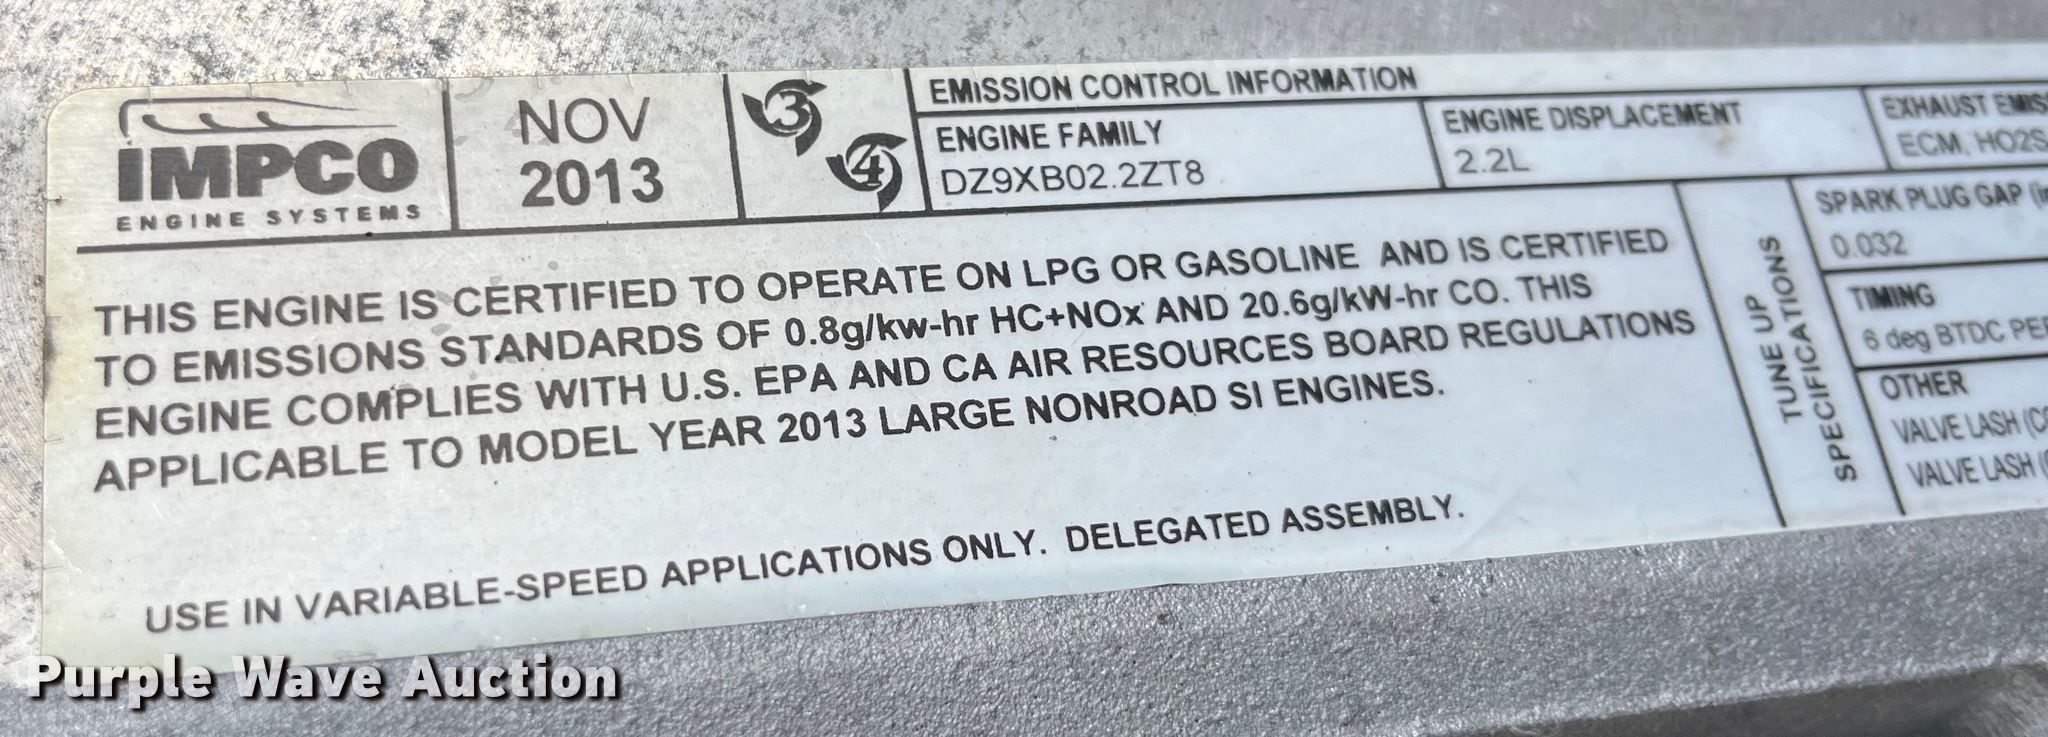 IMPCO
ENGINE SYSTEMS
NOV
2013
3
4
EMISSION CONTROL INFORMATION
ENGINE FAMILY
DZ9XB02.2ZT8
ENGINE DISPLACEMENT
2.2L
EXHAUST
ECM, HO2S
THIS ENGINE IS CERTIFIED TO OPERATE ON LPG OR GASOLINE AND IS CERTIFIED
TO EMISSIONS STANDARDS OF 0.8g/kw-hr HC+NOx AND 20.6g/kW-hr CO. THIS
ENGINE COMPLIES WITH U.S. EPA AND CA AIR RESOURCES BOARD REGULATIONS
APPLICABLE TO MODEL YEAR 2013 LARGE NONROAD SI ENGINES.
USE IN VARIABLE-SPEED APPLICATIONS ONLY. DELEGATED ASSEMBLY.
TUNE UP
SPECIFICATIONS
SPARK PLUG GAP
0.032
TIMING
6 deg BTDC
OTHER
VALVE LASH
VALVE LASH
Purple Wave Auction